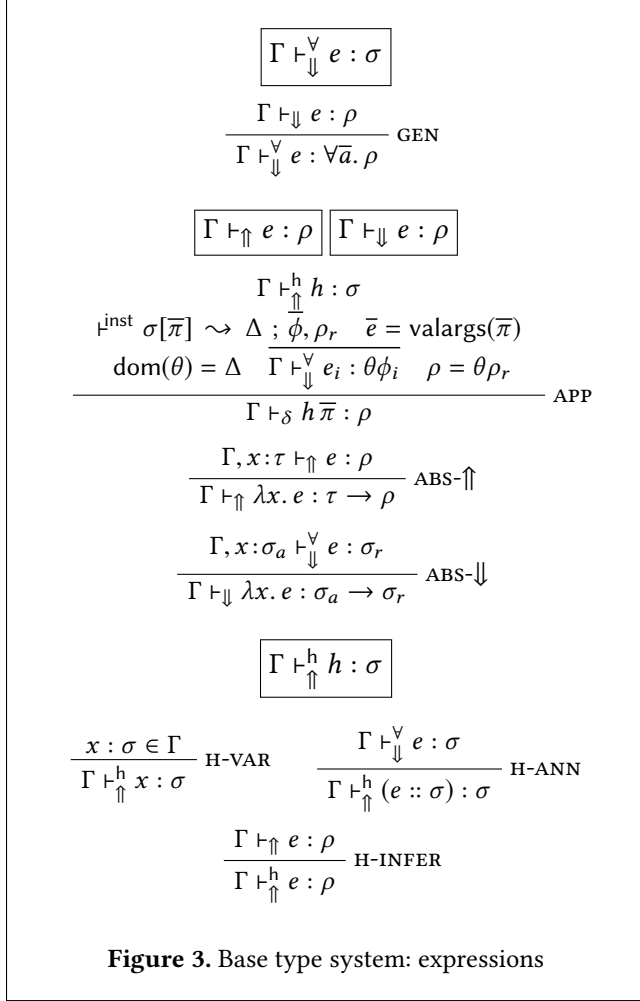 Γ ⊢⇓∀ e : σ
Γ ⊢⇓ e : ρ
Γ ⊢⇓∀ e : ∀a̅. ρ GEN
Γ ⊢⇑ e : ρ Γ ⊢⇓ e : ρ
Γ ⊢⇑h h : σ
⊢inst σ[π̅] ⇝ Δ ; ϕ̅, ρr e̅ = valargs(π̅)
dom(θ) = Δ Γ ⊢⇓∀ ei : θϕi ρ = θρr
Γ ⊢δ h π̅ : ρ APP
Γ, x:τ ⊢⇑ e : ρ
Γ ⊢⇑ λx. e : τ → ρ ABS-⇑
Γ, x:σa ⊢⇓∀ e : σr
Γ ⊢⇓ λx. e : σa → σr ABS-⇓
Γ ⊢⇑h h : σ
x : σ ∈ Γ
Γ ⊢⇑h x : σ H-VAR
Γ ⊢⇓∀ e : σ
Γ ⊢⇑h (e :: σ) : σ H-ANN
Γ ⊢⇑ e : ρ
Γ ⊢⇑h e : ρ H-INFER
Figure 3. Base type system: expressions